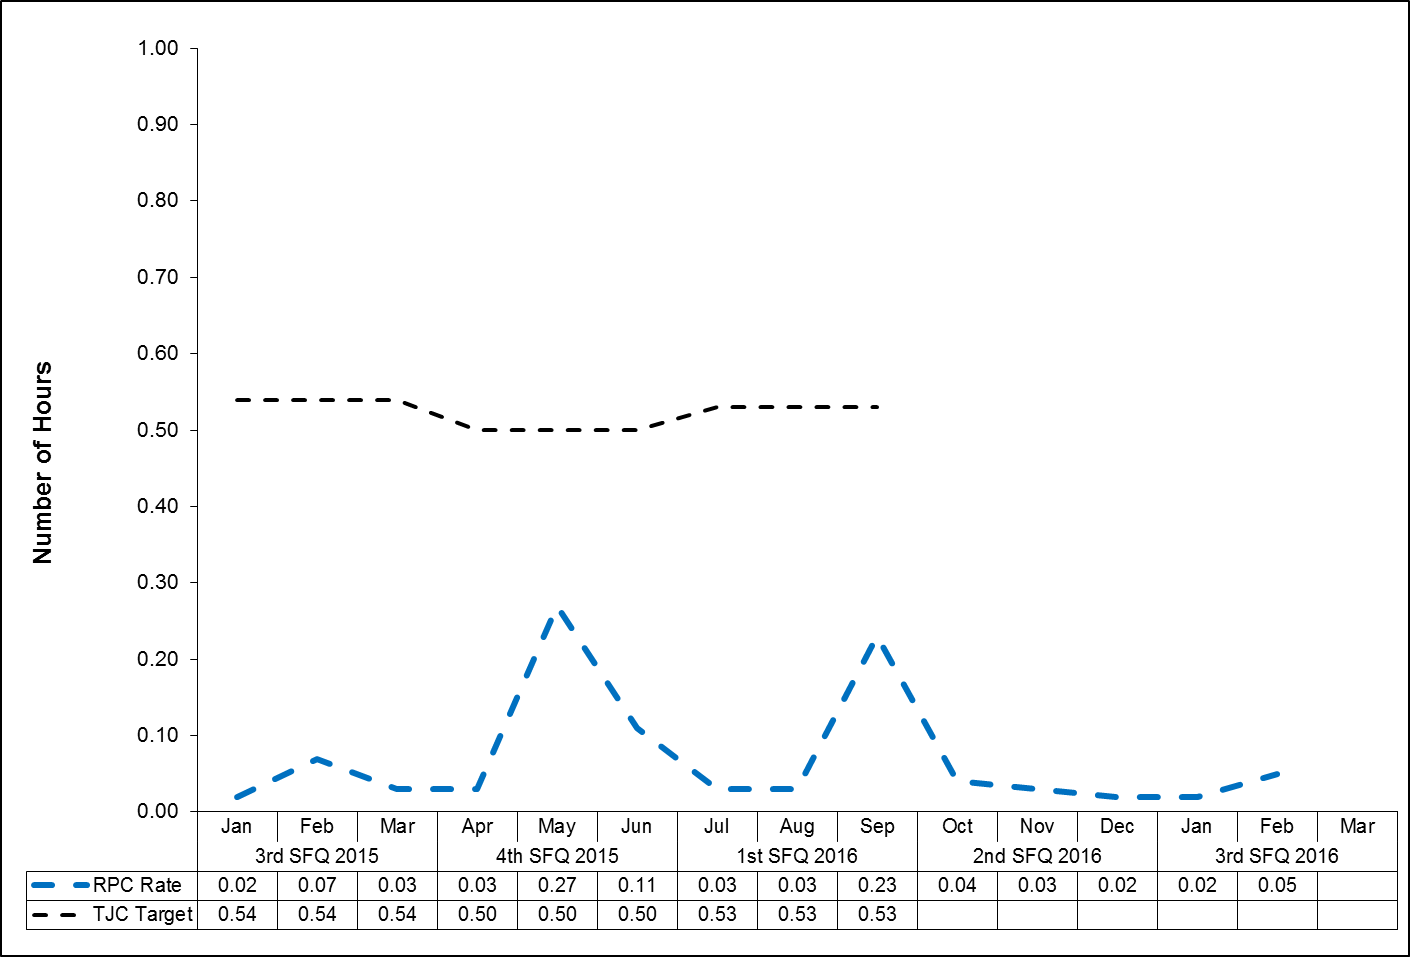 1.00
0.90
0.80
0.70
0.60
0.50
0.40
0.30
0.20
0.10
0.00
Number of Hours
Jan Feb Mar Apr May Jun Jul Aug Sep Oct Nov Dec Jan Feb Mar
3rd SFQ 2015 4th SFQ 2015 1st SFQ 2016 2nd SFQ 2016 3rd SFQ 2016
RPC Rate 0.02 0.07 0.03 0.03 0.27 0.11 0.03 0.03 0.23 0.04 0.03 0.02 0.02 0.05
TJC Target 0.54 0.54 0.54 0.50 0.50 0.50 0.53 0.53 0.53